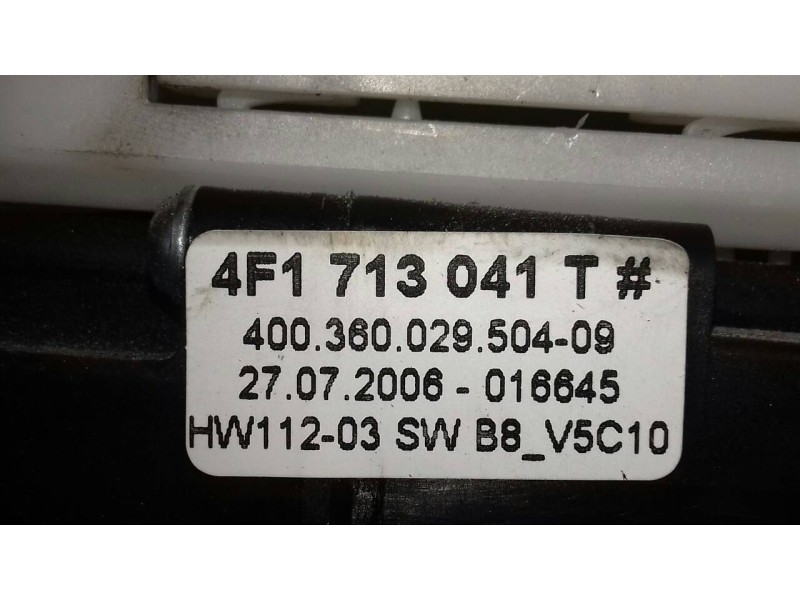 4F1 713 041 T #
400.360.029.504-09
27.07.2006 - 016645
HW112-03 SW B8_V5C10